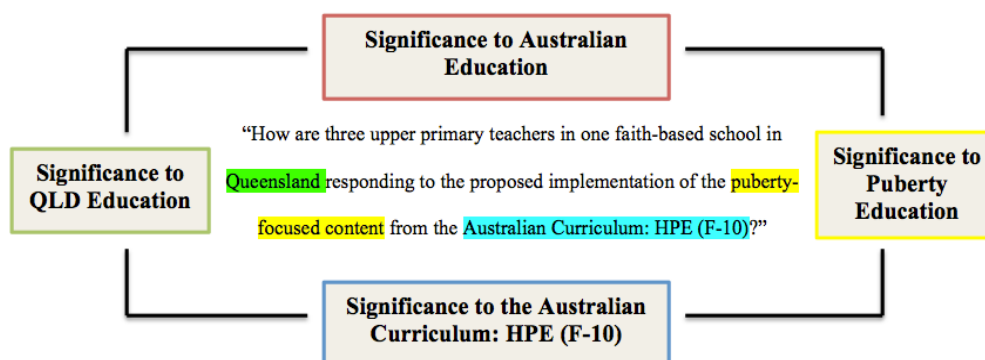 Significance to Australian
Education
“How are three upper primary teachers in one faith-based school in
Queensland responding to the proposed implementation of the puberty-
focused content from the Australian Curriculum: HPE (F-10)?”
Significance to
QLD Education
Significance to
Puberty
Education
Significance to the Australian
Curriculum: HPE (F-10)